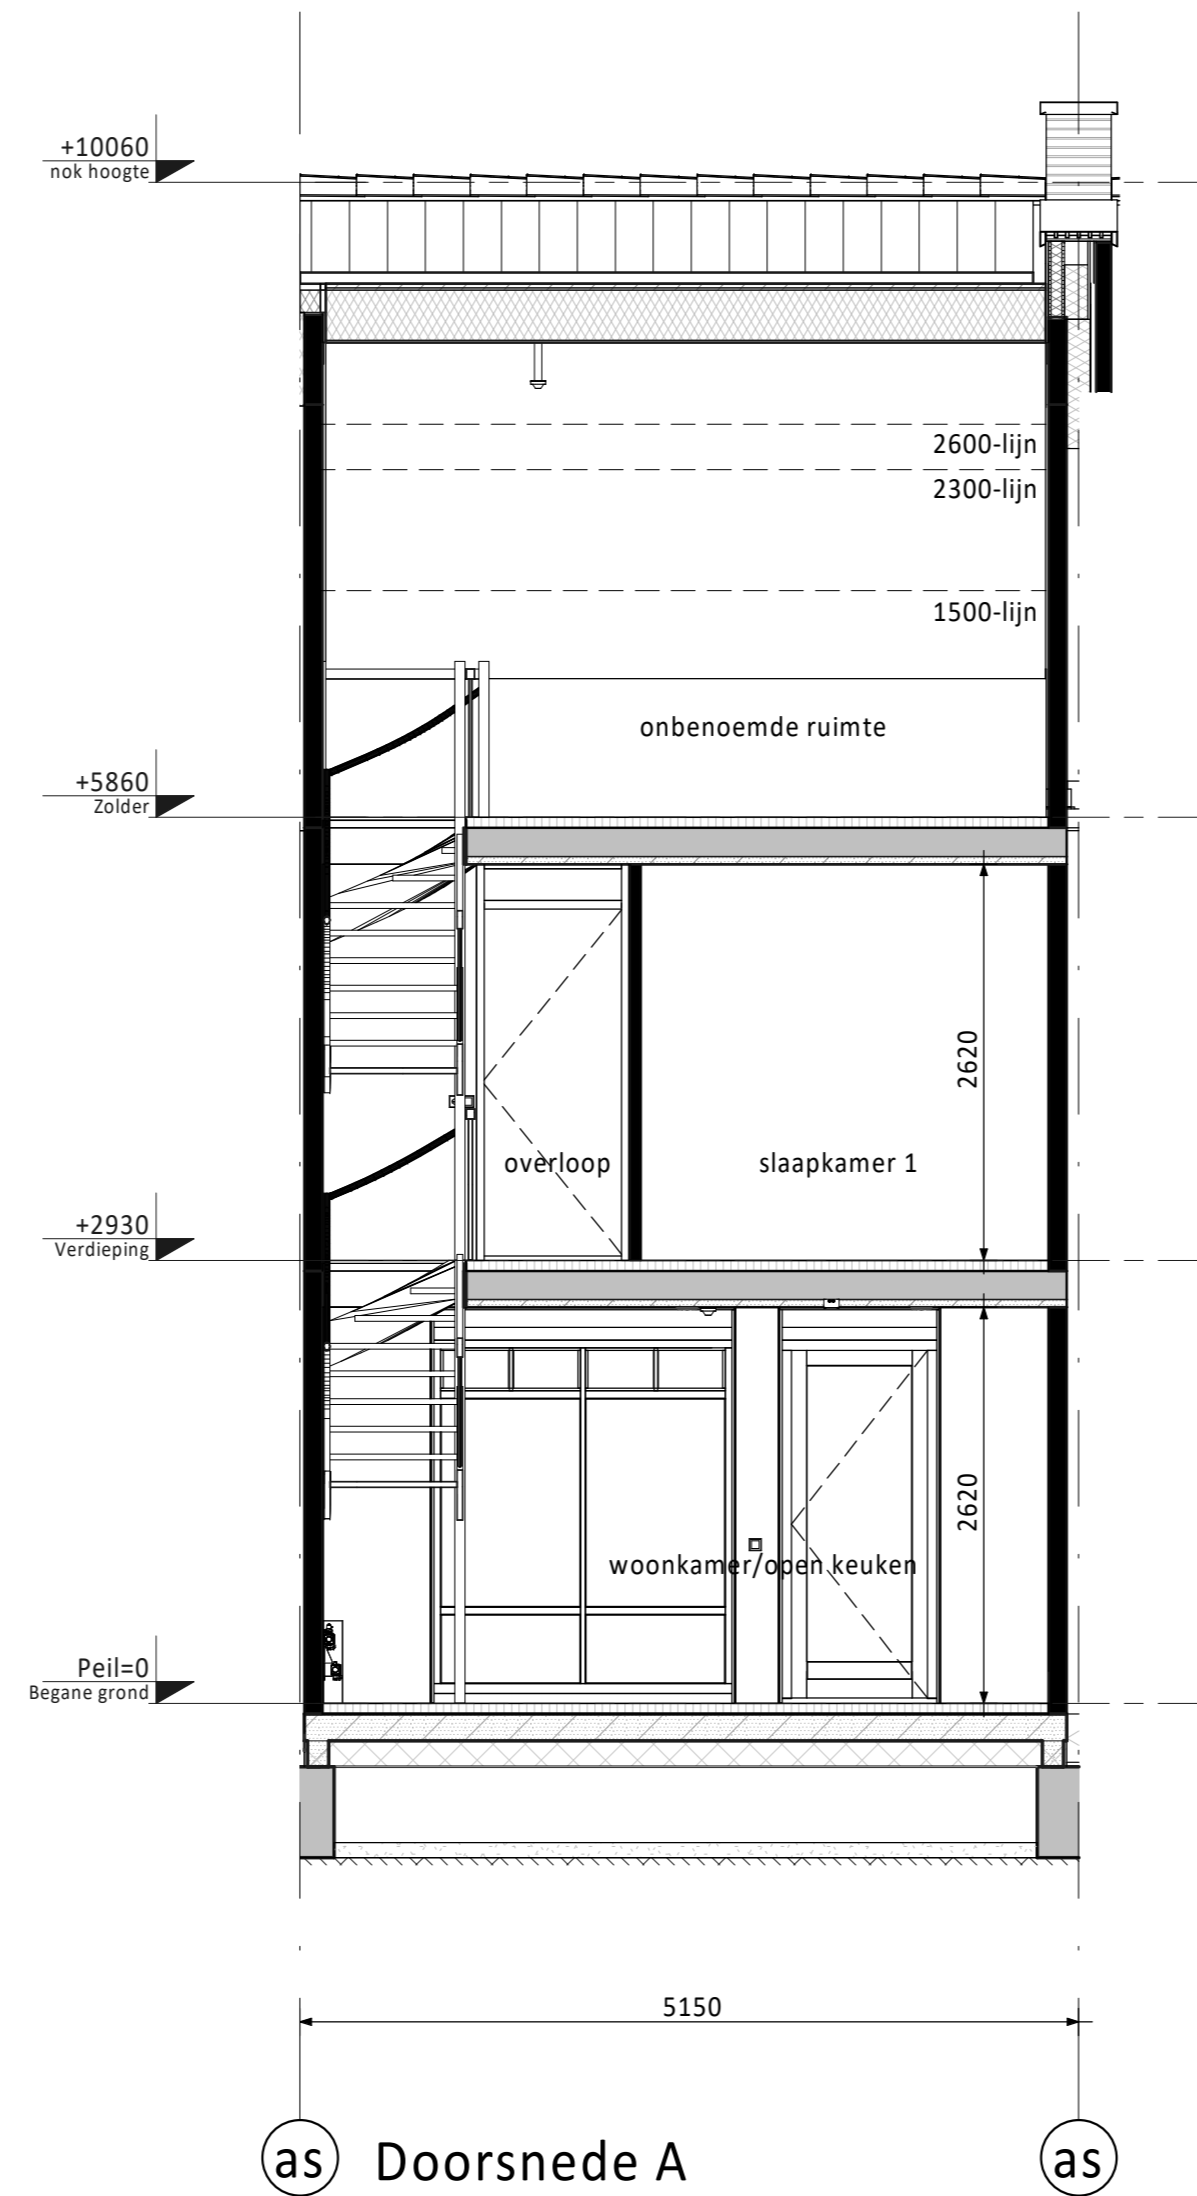 +10060
nok hoogte
2600-lijn
2300-lijn
1500-lijn
onbenoemde ruimte
+5860
Zolder
2620
overloop
slaapkamer 1
+2930
Verdieping
2620
woonkamer/open keuken
Peil=0
Begane grond
5150
as
Doorsnede A
as